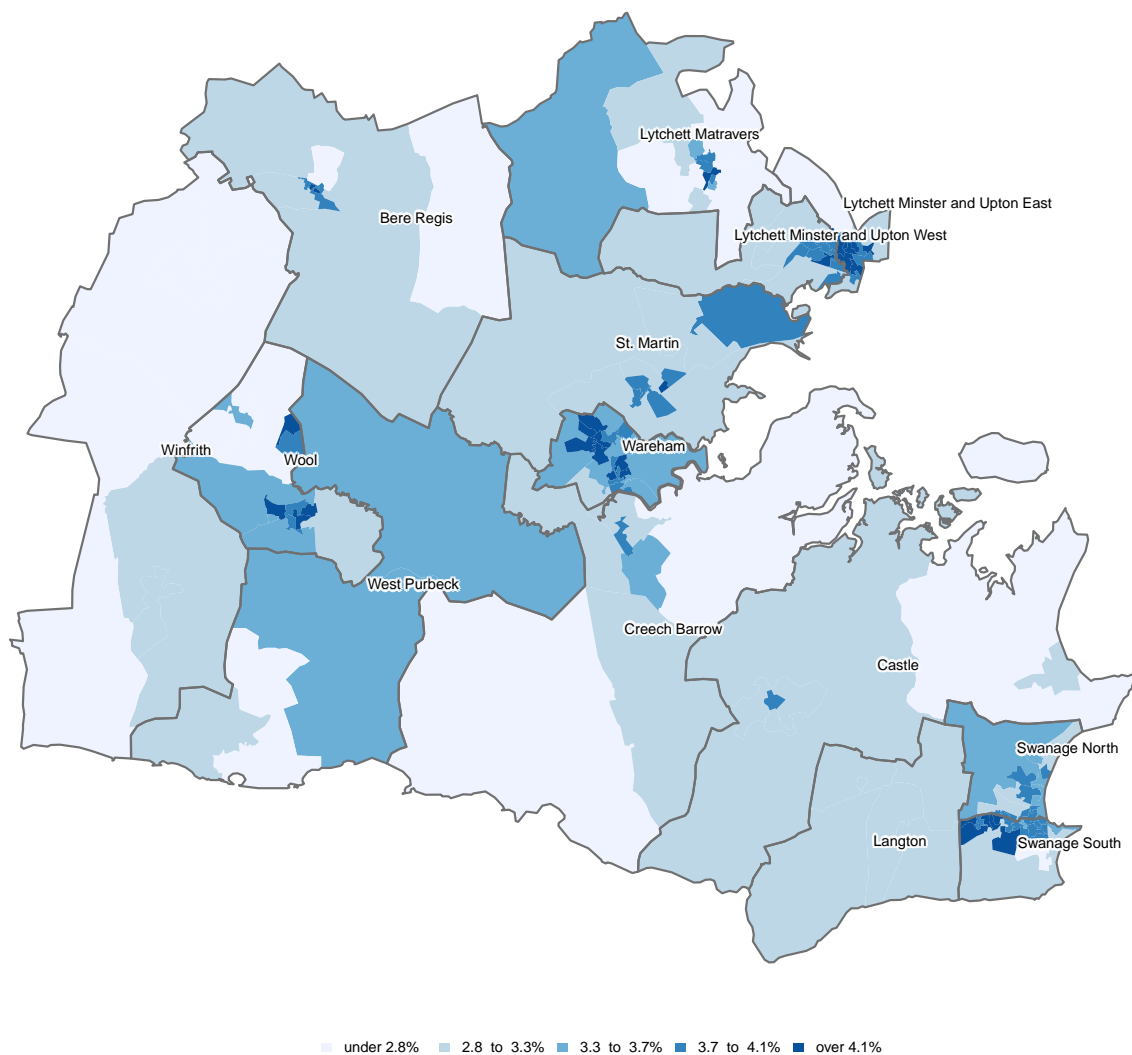 Lytchett Matravers
Lytchett Minster and Upton East
Bere Regis
Lytchett Minster and Upton West
St. Martin
Wareham
Winfrith
Wool
West Purbeck
Creech Barrow
Castle
Swanage North
Langton
Swanage South
under 2.8% 2.8 to 3.3% 3.3 to 3.7% 3.7 to 4.1% over 4.1%